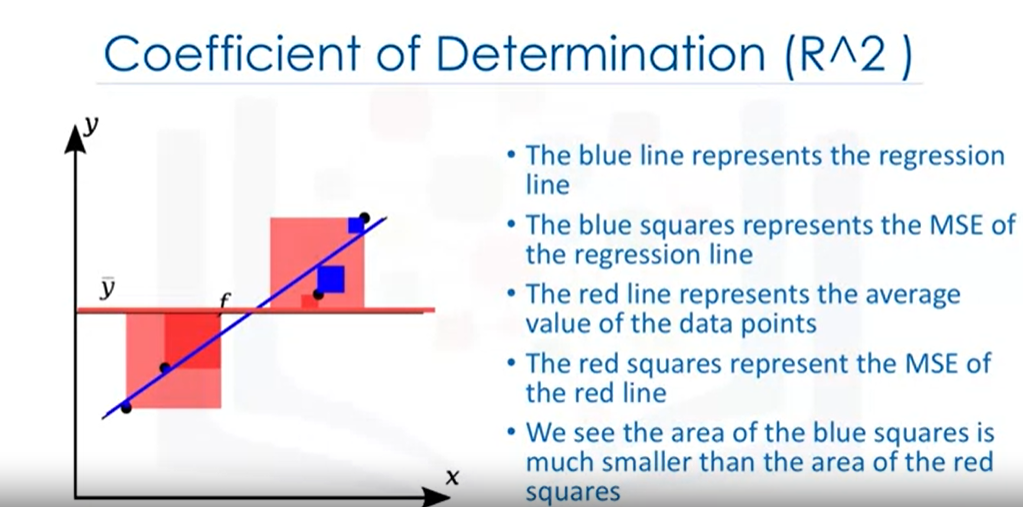 Coefficient of Determination (R^2 )
y
ȳ
f
x
• The blue line represents the regression
line
• The blue squares represents the MSE of
the regression line
• The red line represents the average
value of the data points
• The red squares represent the MSE of
the red line
• We see the area of the blue squares is
much smaller than the area of the red
squares